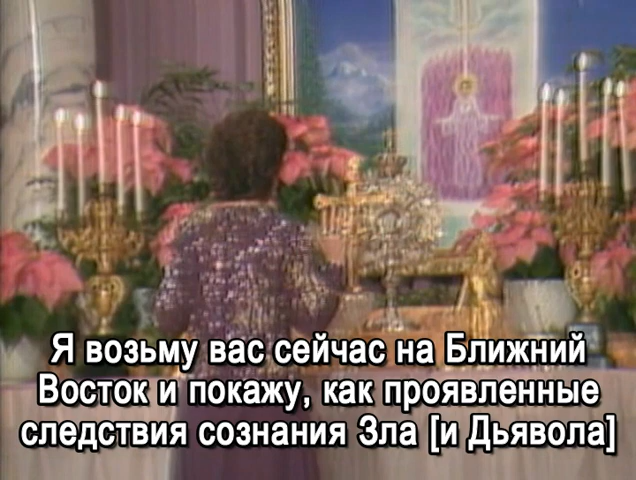 Я возьму вас сейчас на Ближний
Восток и покажу, как проявленные
следствия сознания Зла [и Дьявола]